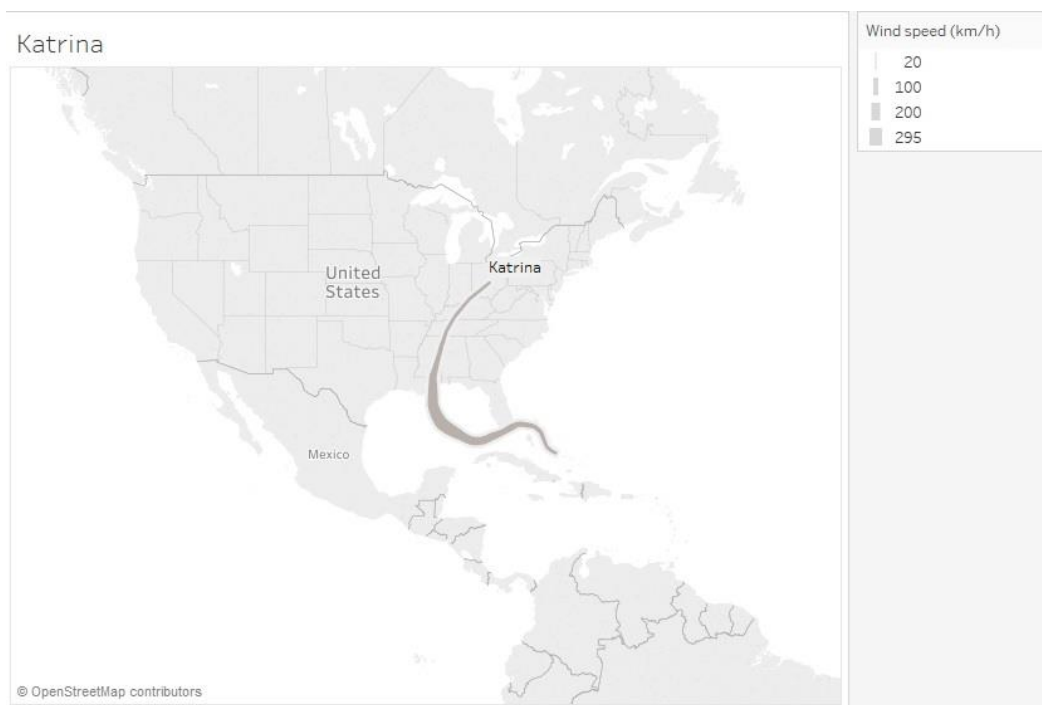 Katrina
Wind speed (km/h)
20
100
200
295
Katrina
United
States
Mexico
© OpenStreetMap contributors